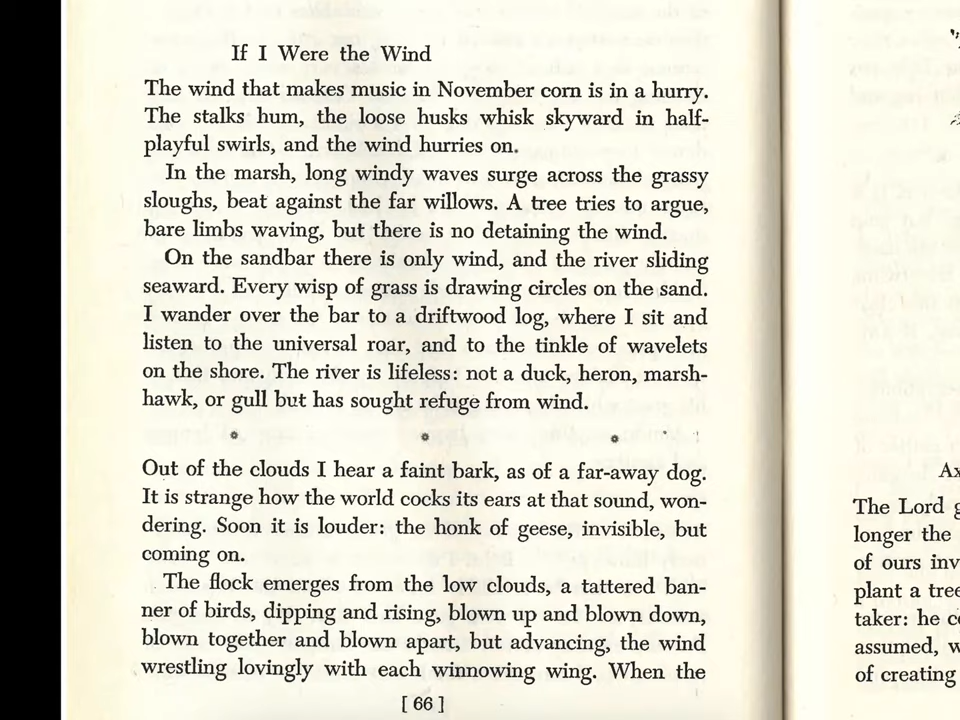 If I Were the Wind
The wind that makes music in November corn is in a hurry.
The stalks hum, the loose husks whisk skyward in half-
playful swirls, and the wind hurries on.
In the marsh, long windy waves surge across the grassy
sloughs, beat against the far willows. A tree tries to argue,
bare limbs waving, but there is no detaining the wind.
On the sandbar there is only wind, and the river sliding
seaward. Every wisp of grass is drawing circles on the sand.
I wander over the bar to a driftwood log, where I sit and
listen to the universal roar, and to the tinkle of wavelets
on the shore. The river is lifeless: not a duck, heron, marsh-
hawk, or gull but has sought refuge from wind.
Out of the clouds I hear a faint bark, as of a far-away dog.
It is strange how the world cocks its ears at that sound, won-
dering. Soon it is louder: the honk of geese, invisible, but
coming on.
The flock emerges from the low clouds, a tattered ban-
ner of birds, dipping and rising, blown up and blown down,
blown together and blown apart, but advancing, the wind
wrestling lovingly with each winnowing wing. When the
[ 66 ]
Ax
The Lord g
longer the
of ours inv
plant a tree
taker: he c
assumed, w
of creating